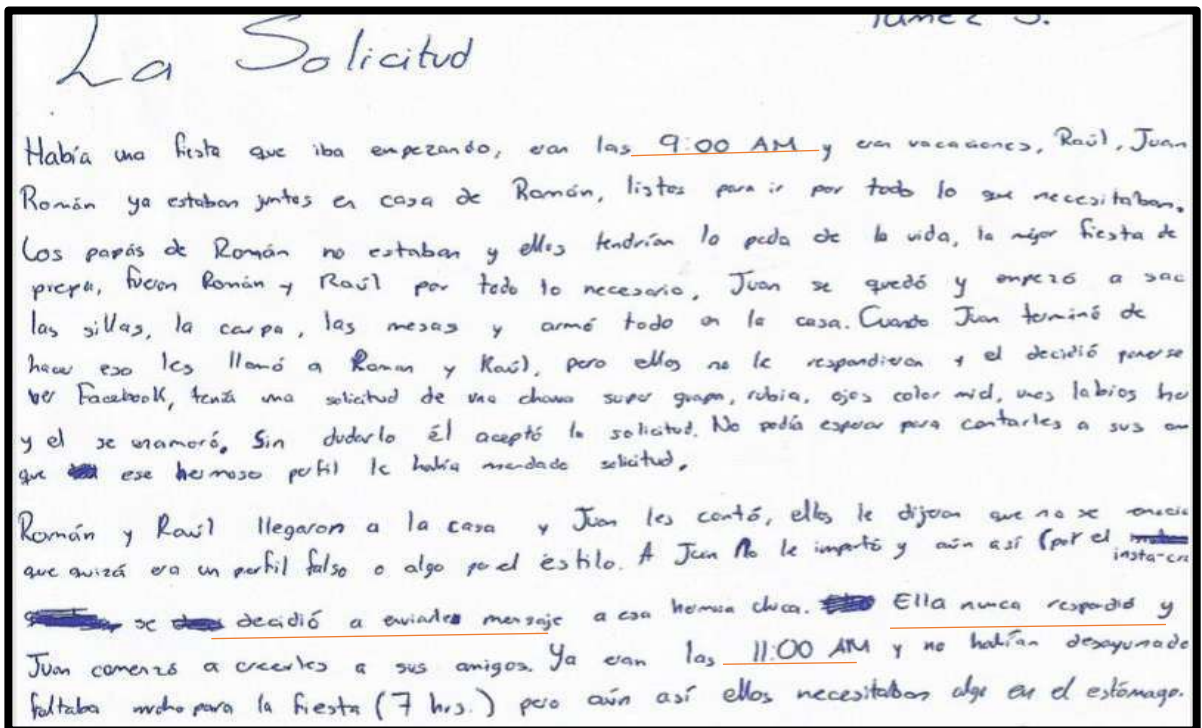 Tamez S.
La Solicitud
Había una fiesta que iba empezando, eran las 9:00 AM y eran vacaciones, Raúl, Juan
Román ya estaban juntos en casa de Román, listos para ir por todo lo que necesitaban.
Los papás de Román no estaban y ellos tendrían la peda de la vida, la mejor fiesta de
prepa, fueron Román y Raúl por todo lo necesario, Juan se quedó y empezó a sac
las sillas, la carpa, las mesas y armó todo en la casa. Cuando Juan terminó de
hacer eso les llamó a Roman y Raúl, pero ellos no le respondieron y el decidió ponerse
ver Facebook, tenía una solicitud de una chava super guapa, rubia, ojos color miel, unos labios her
y el se enamoró. Sin dudarlo él aceptó la solicitud. No podía esperar para contarles a sus am
que ese hermoso perfil le había mandado solicitud.
Román y Raúl llegaron a la casa y Juan les contó, ellos le dijeron que no se
que quizá era un perfil falso o algo por el estilo. A Juan No le importó y aún así (por el
insta-cru
se decidió a enviarles mensaje a esa hermosa chica. Ella nunca respondió y
Juan comenzó a creerles a sus amigos. Ya eran las 11:00 AM y no habían desayunado
faltaba mucho para la fiesta (7 hrs.) pero aún así ellos necesitaban algo en el estómago.